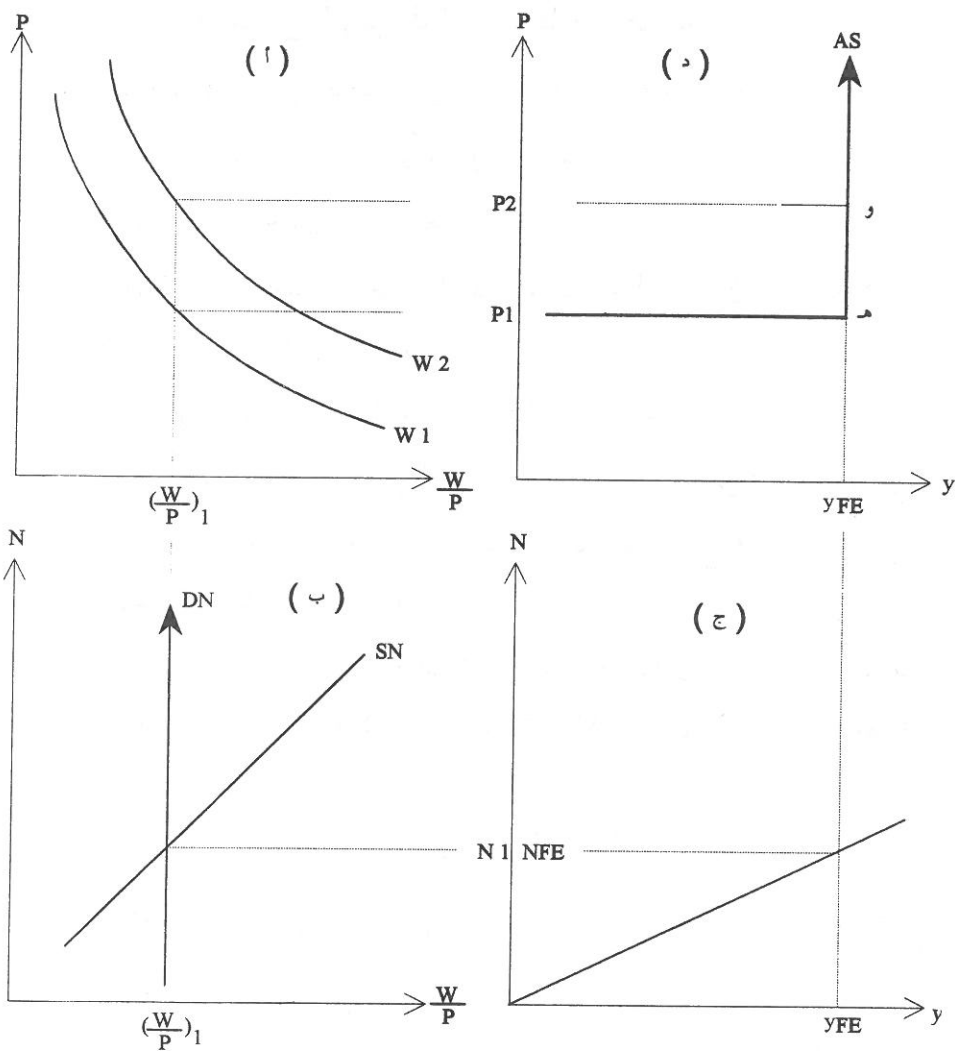 P
( أ )
W 2
W 1
W/P
(W/P)1
P
( د )
AS
P2
و
P1
هـ
y
yFE
N
( ب )
DN
SN
N 1
W/P
(W/P)1
N
( ج )
NFE
y
yFE